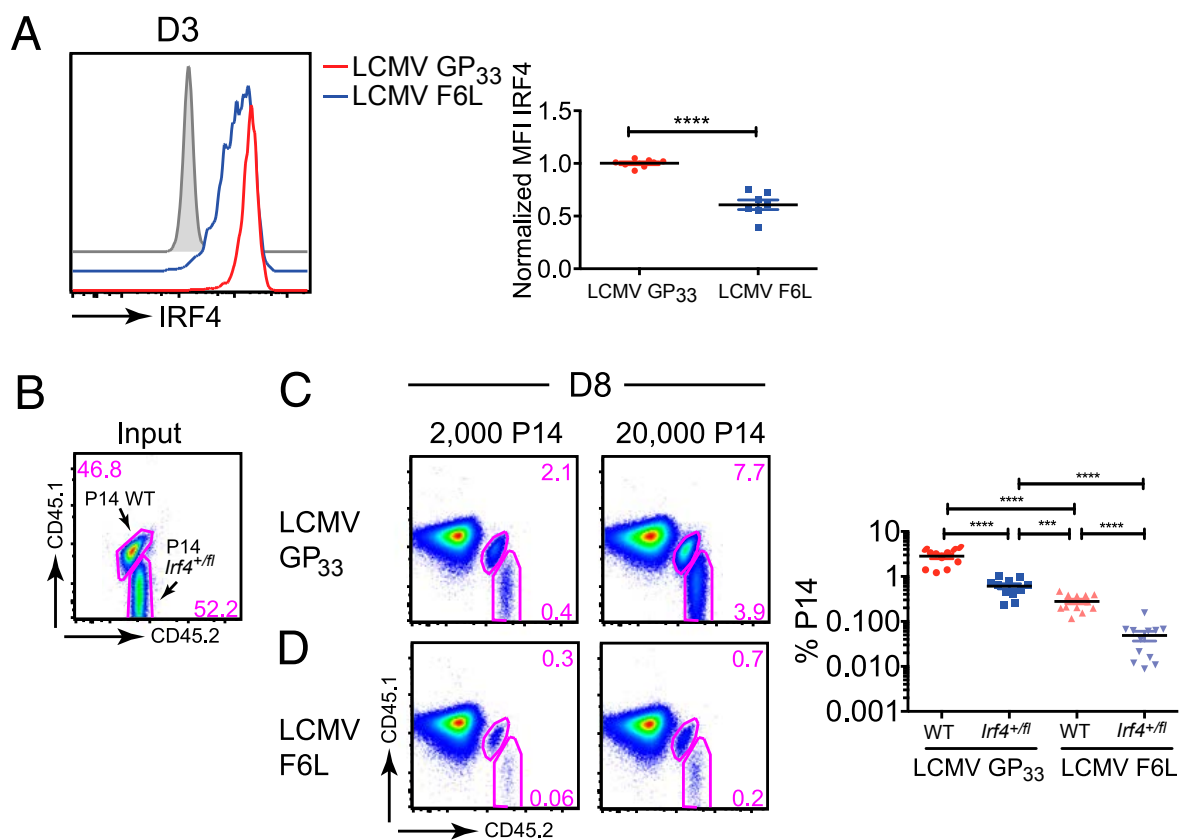 A
D3
LCMV GP33
LCMV F6L
IRF4
Normalized MFI IRF4
1.5
1.0
0.5
0.0
****
LCMV GP33
LCMV F6L
B
Input
46.8
P14 WT
P14
Irf4+/fl
52.2
CD45.1
CD45.2
C
D8
2,000 P14
20,000 P14
LCMV
GP33
2.1
0.4
7.7
3.9
D
LCMV
F6L
CD45.1
0.3
0.06
0.7
0.2
CD45.2
% P14
10
1
0.100
0.010
0.001
****
****
**** *** ****
WT Irf4+/fl WT Irf4+/fl
LCMV GP33 LCMV F6L